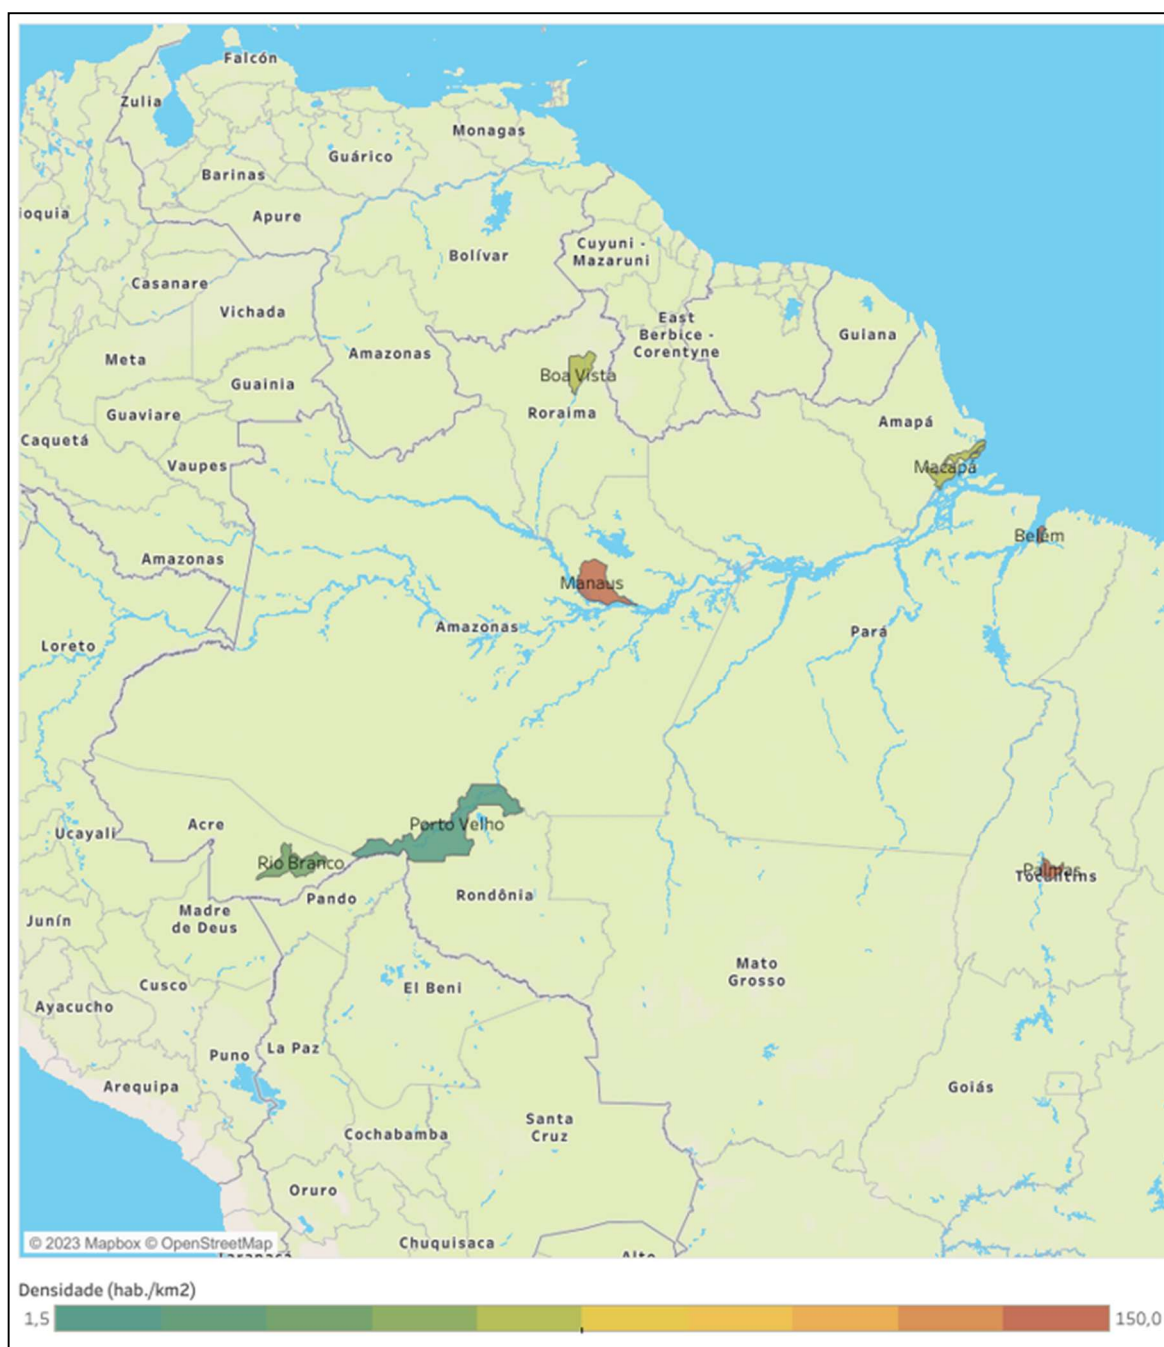 Falcón
Zulia
Monagas
Guárico
Barinas
ioquia
Apure
Bolívar
Cuyuni -
Mazaruni
Casanare
Vichada
East
Berbice -
Corentyne
Guiana
Meta
Amazonas
Boa Vista
Guainia
Guaviare
Roraima
Amapá
Caquetá
Vaupes
Macapá
Belém
Amazonas
Manaus
Amazonas
Pará
Loreto
Acre
Porto Velho
Ucayali
Rio Branco
Palmas
Tocantins
Pando
Rondônia
Junín
Madre
de Deus
Mato
Grosso
Cusco
El Beni
Ayacucho
La Paz
Puno
Arequipa
Goiás
Santa
Cruz
Cochabamba
Oruro
Chuquisaca
© 2023 Mapbox © OpenStreetMap
Tarapacá
Alto
Densidade (hab./km2)
1,5
150,0